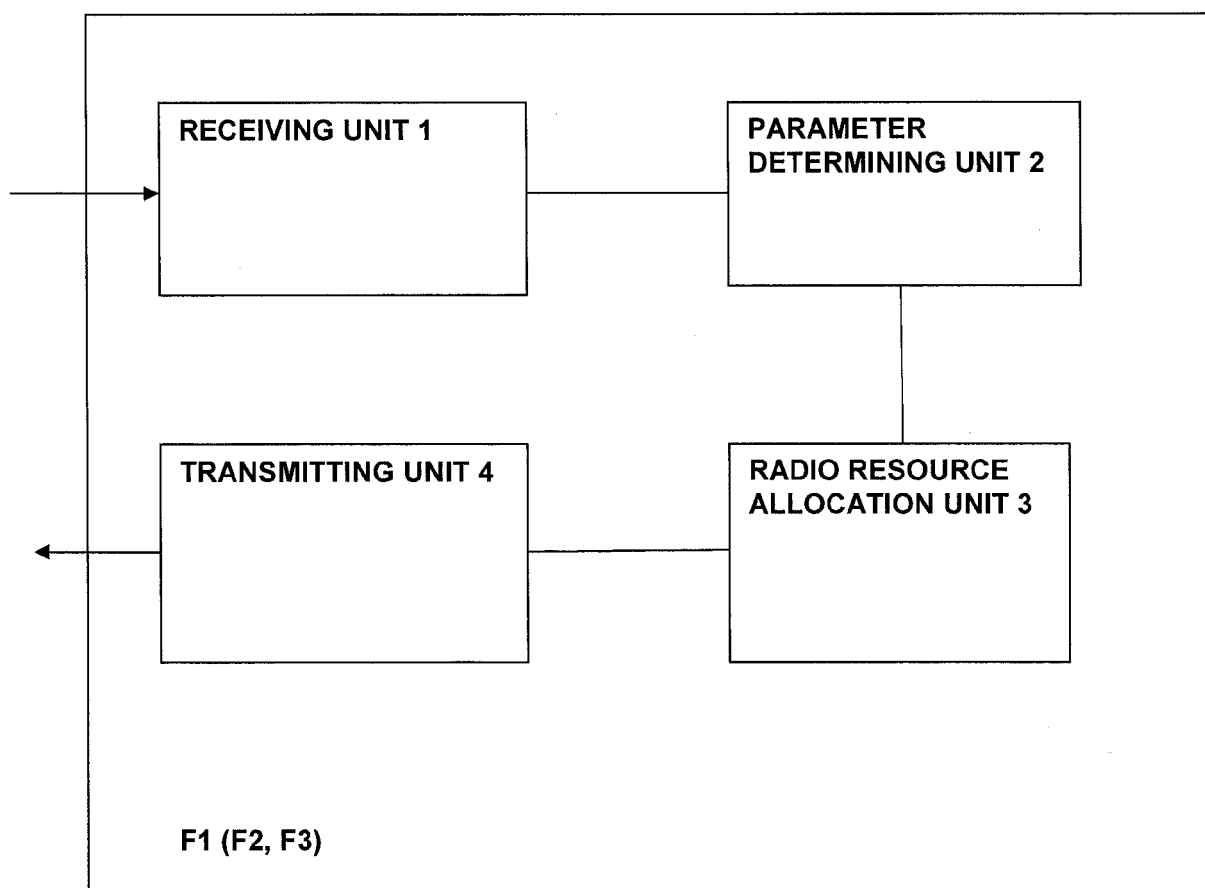 RECEIVING UNIT 1
PARAMETER
DETERMINING UNIT 2
TRANSMITTING UNIT 4
RADIO RESOURCE
ALLOCATION UNIT 3
F1 (F2, F3)